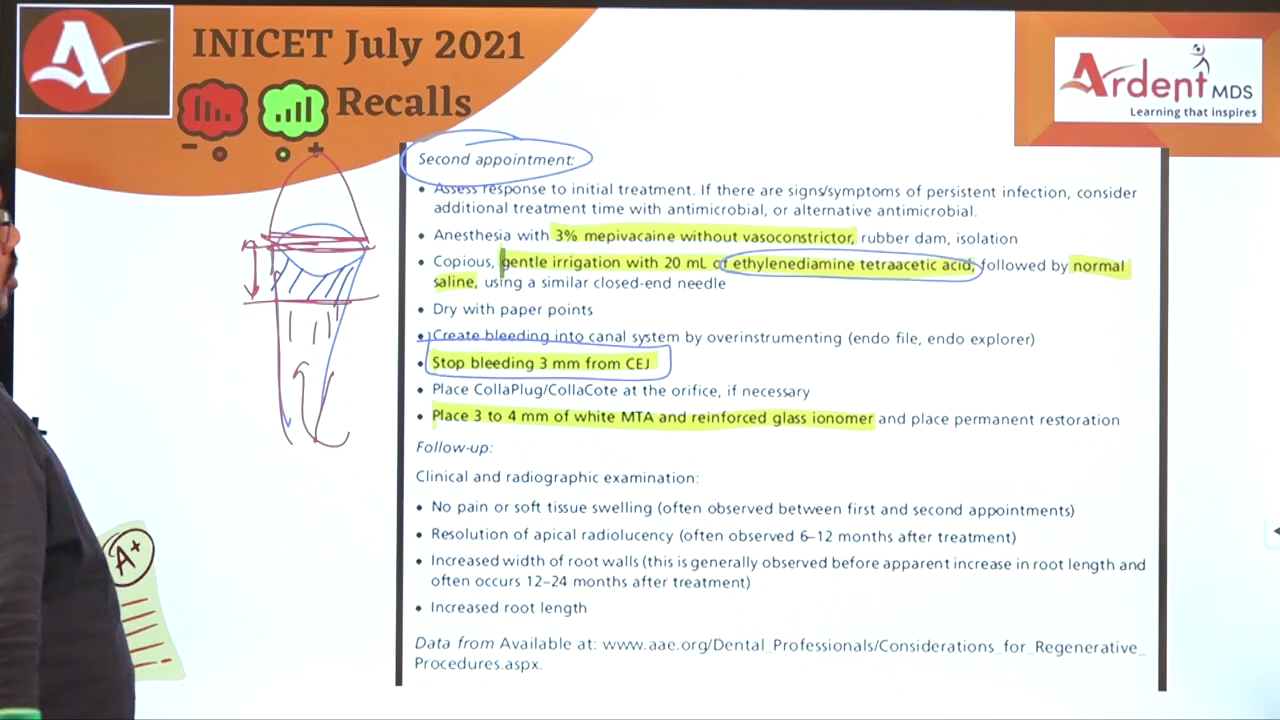 INICET July 2021
Recalls
Ardent MDS
Learning that inspires
Second appointment:
• Assess response to initial treatment. If there are signs/symptoms of persistent infection, consider
additional treatment time with antimicrobial, or alternative antimicrobial.
• Anesthesia with 3% mepivacaine without vasoconstrictor, rubber dam, isolation
• Copious, gentle irrigation with 20 mL of ethylenediamine tetraacetic acid, followed by normal
saline, using a similar closed-end needle
• Dry with paper points
• Create bleeding into canal system by overinstrumenting (endo file, endo explorer)
• Stop bleeding 3 mm from CEJ
• Place CollaPlug/CollaCote at the orifice, if necessary
• Place 3 to 4 mm of white MTA and reinforced glass ionomer and place permanent restoration
Follow-up:
Clinical and radiographic examination:
• No pain or soft tissue swelling (often observed between first and second appointments)
• Resolution of apical radiolucency (often observed 6–12 months after treatment)
• Increased width of root walls (this is generally observed before apparent increase in root length and
often occurs 12–24 months after treatment)
• Increased root length
Data from Available at: www.aae.org/Dental_Professionals/Considerations_for_Regenerative_
Procedures.aspx.
A+